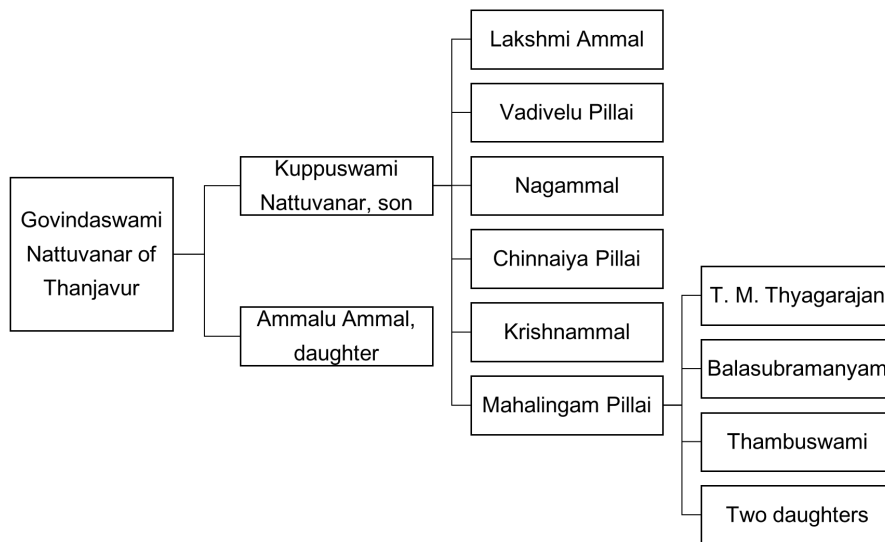 Govindaswami
Nattuvanar of
Thanjavur
Kuppuswami
Nattuvanar, son
Ammalu Ammal,
daughter
Lakshmi Ammal
Vadivelu Pillai
Nagammal
Chinnaiya Pillai
Krishnammal
Mahalingam Pillai
T. M. Thyagarajan
Balasubramanyam
Thambuswami
Two daughters